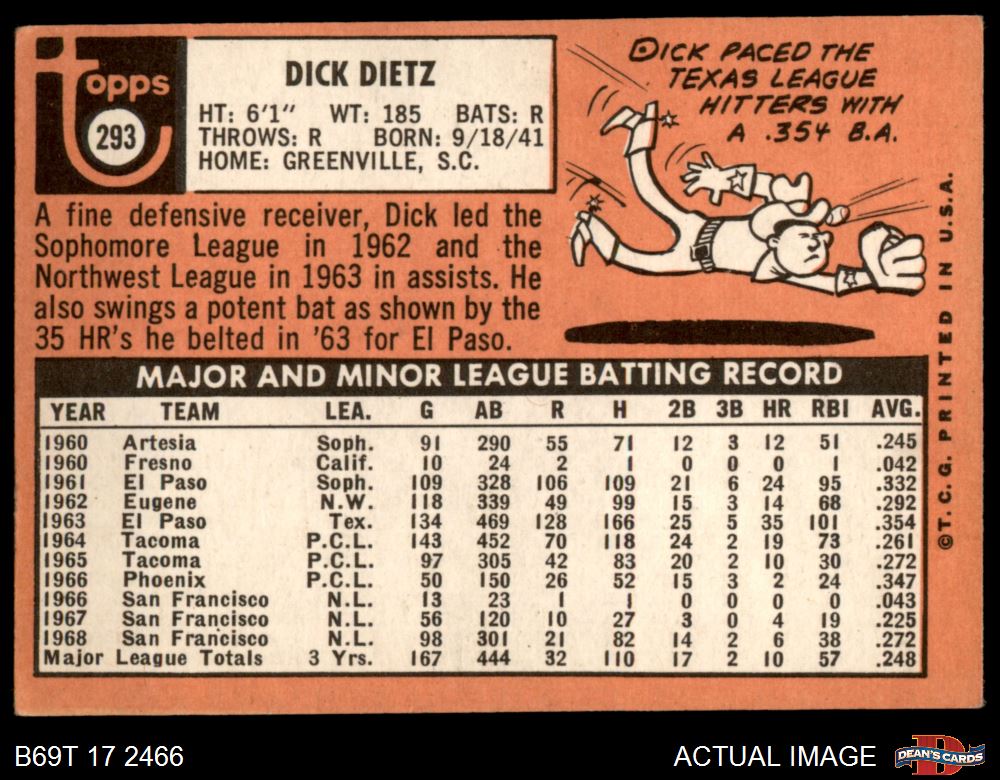 Topps
293
DICK DIETZ
HT: 6'1" WT: 185 BATS: R
THROWS: R BORN: 9/18/41
HOME: GREENVILLE, S.C.
DICK PACED THE
TEXAS LEAGUE
HITTERS WITH
A .354 B.A.
A fine defensive receiver, Dick led the
Sophomore League in 1962 and the
Northwest League in 1963 in assists. He
also swings a potent bat as shown by the
35 HR's he belted in '63 for El Paso.
©T.C.G. PRINTED IN U.S.A.
MAJOR AND MINOR LEAGUE BATTING RECORD
YEAR TEAM LEA. G AB R H 2B 3B HR RBI AVG.
1960 Artesia Soph. 91 290 55 71 12 3 12 51 .245
1960 Fresno Calif. 10 24 2 1 0 0 0 1 .042
1961 El Paso Soph. 109 328 106 109 21 6 24 95 .332
1962 Eugene N.W. 118 339 49 99 15 3 14 68 .292
1963 El Paso Tex. 134 469 128 166 25 5 35 101 .354
1964 Tacoma P.C.L. 143 452 70 118 24 2 19 73 .261
1965 Tacoma P.C.L. 97 305 42 83 20 2 10 30 .272
1966 Phoenix P.C.L. 50 150 26 52 15 3 2 24 .347
1966 San Francisco N.L. 13 23 1 1 0 0 0 0 .043
1967 San Francisco N.L. 56 120 10 27 3 0 4 19 .225
1968 San Francisco N.L. 98 301 21 82 14 2 6 38 .272
Major League Totals 3 Yrs. 167 444 32 110 17 2 10 57 .248
B69T 17 2466
ACTUAL IMAGE
DEAN'S CARDS